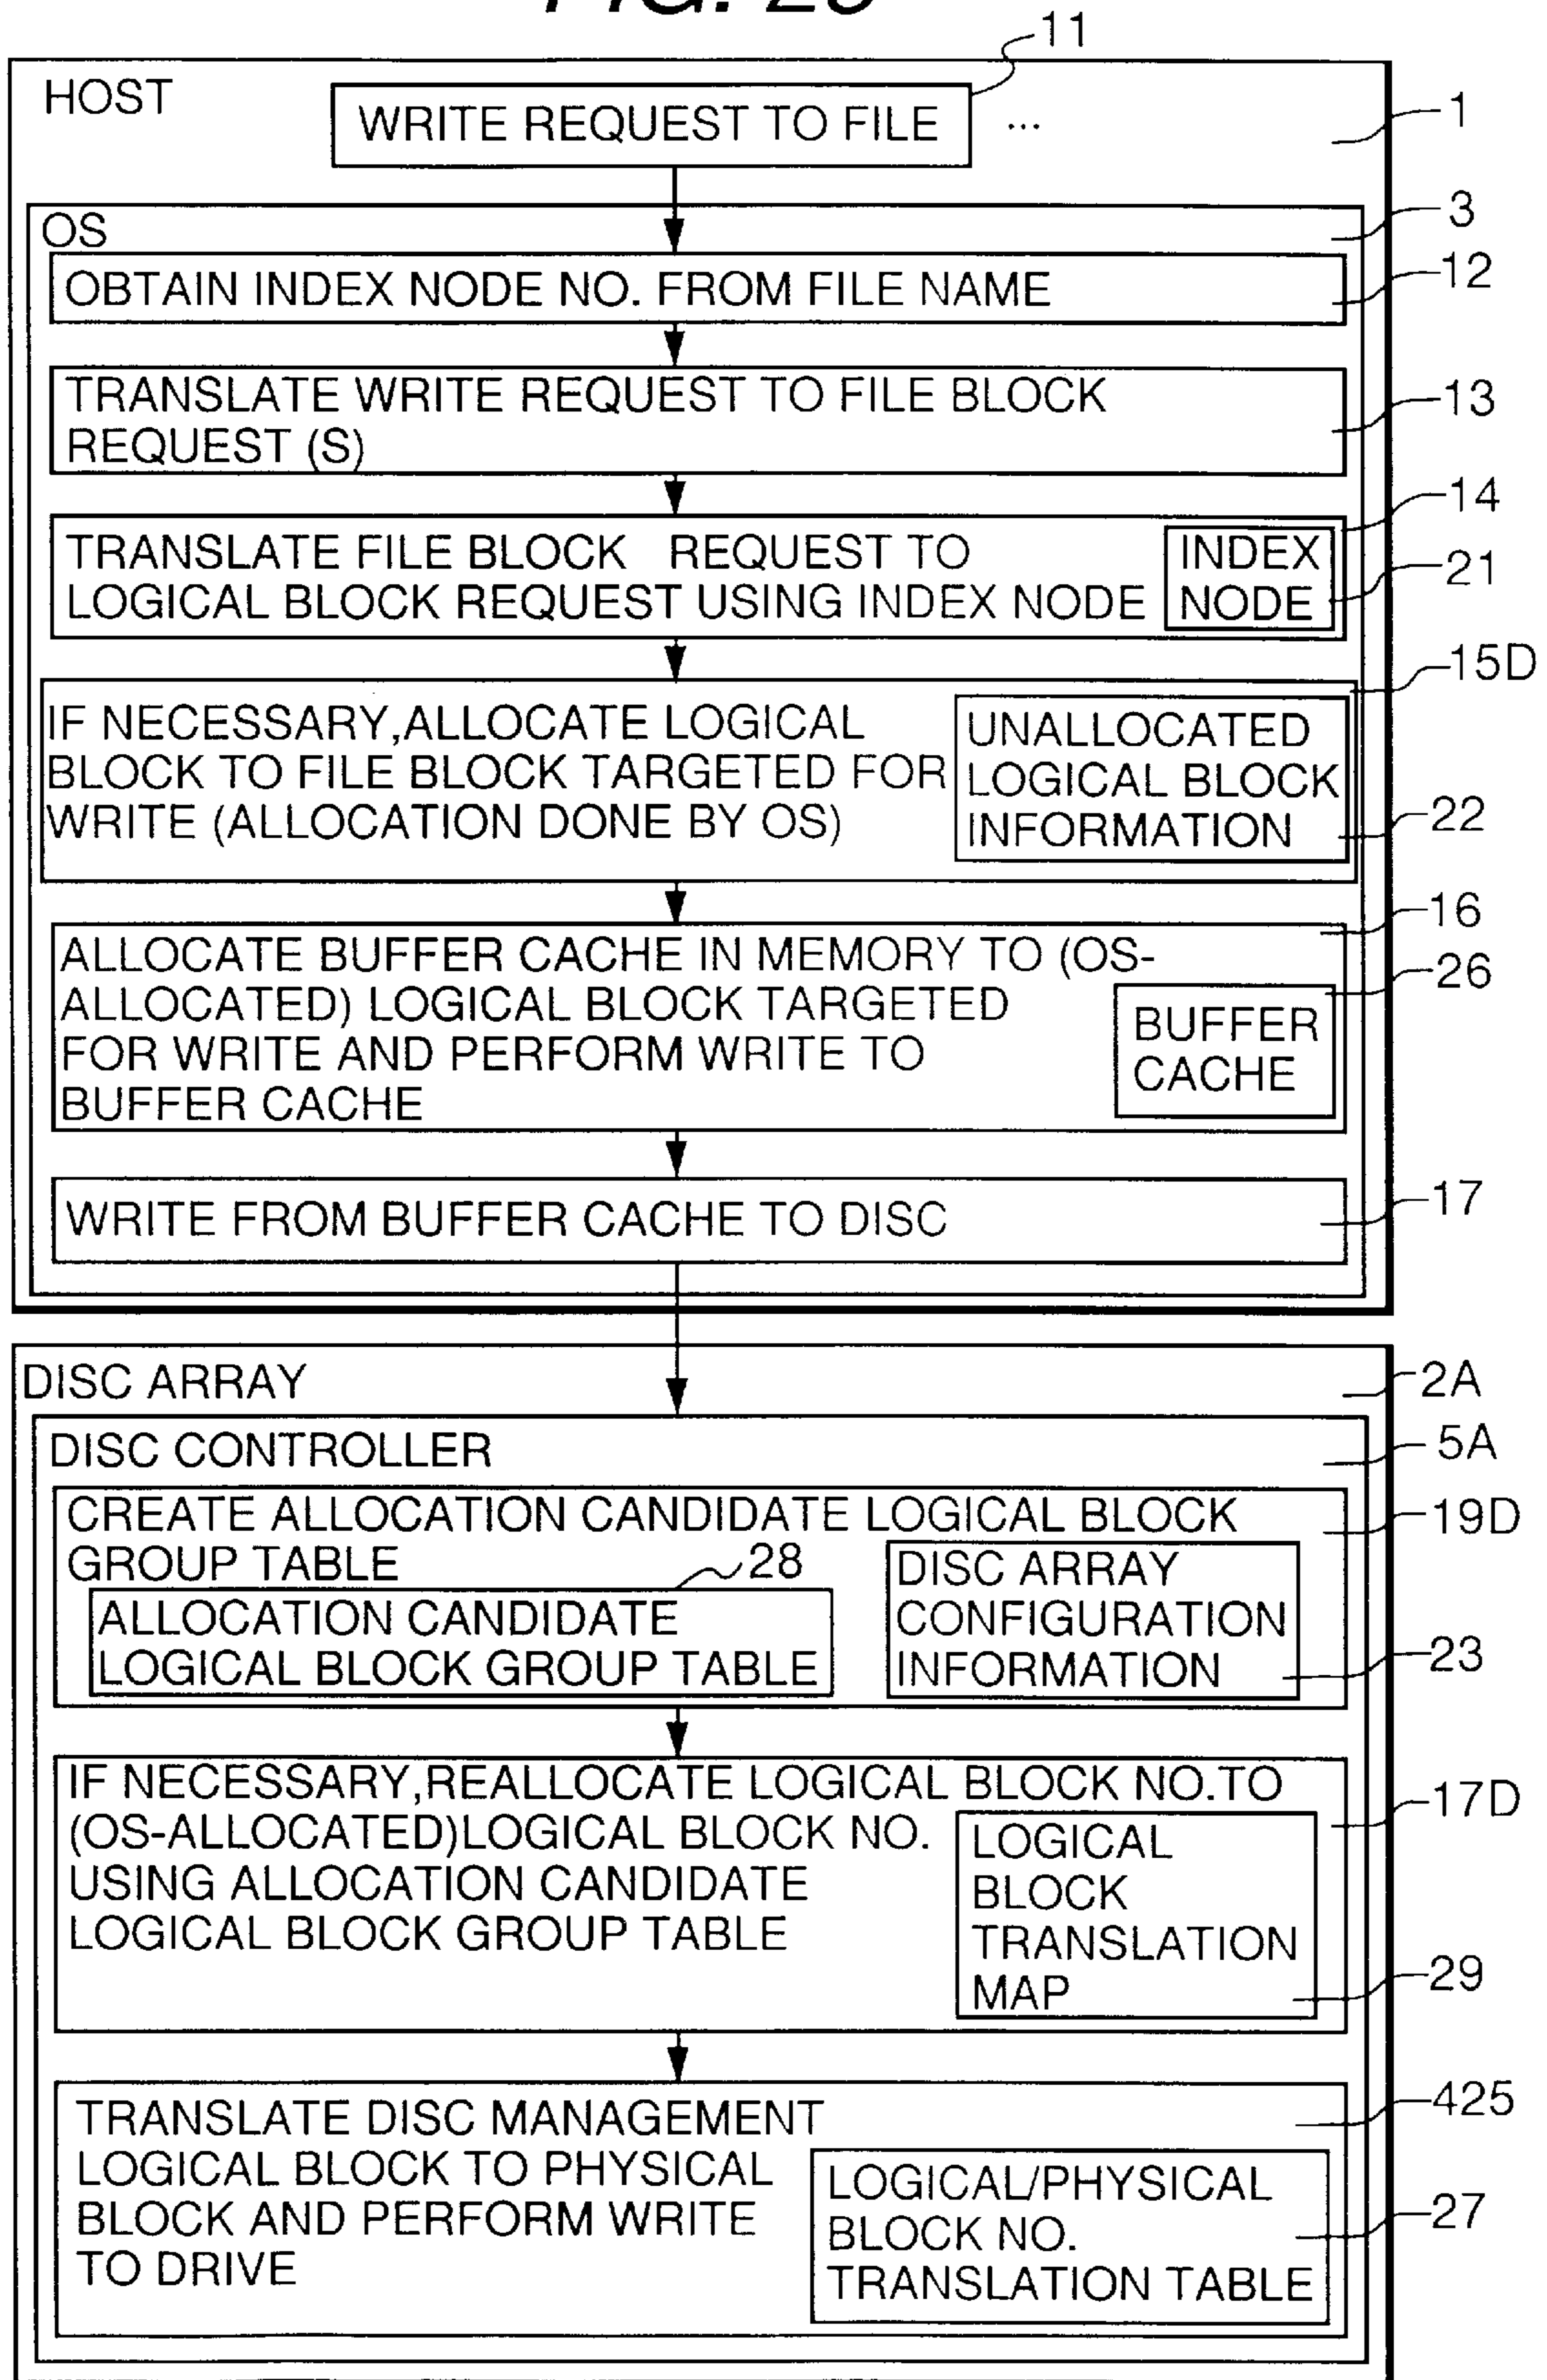 FIG.
11
HOST
WRITE REQUEST TO FILE ...
1
OS
3
OBTAIN INDEX NODE NO. FROM FILE NAME
12
TRANSLATE WRITE REQUEST TO FILE BLOCK
REQUEST (S)
13
TRANSLATE FILE BLOCK REQUEST TO
LOGICAL BLOCK REQUEST USING INDEX NODE
INDEX
NODE
14
21
IF NECESSARY,ALLOCATE LOGICAL
BLOCK TO FILE BLOCK TARGETED FOR
WRITE (ALLOCATION DONE BY OS)
UNALLOCATED
LOGICAL BLOCK
INFORMATION
15D
22
ALLOCATE BUFFER CACHE IN MEMORY TO (OS-
ALLOCATED) LOGICAL BLOCK TARGETED
FOR WRITE AND PERFORM WRITE TO
BUFFER CACHE
BUFFER
CACHE
16
26
WRITE FROM BUFFER CACHE TO DISC
17
DISC ARRAY
2A
DISC CONTROLLER
5A
CREATE ALLOCATION CANDIDATE LOGICAL BLOCK
GROUP TABLE
19D
28
ALLOCATION CANDIDATE
LOGICAL BLOCK GROUP TABLE
DISC ARRAY
CONFIGURATION
INFORMATION
23
IF NECESSARY,REALLOCATE LOGICAL BLOCK NO.TO
(OS-ALLOCATED)LOGICAL BLOCK NO.
USING ALLOCATION CANDIDATE
LOGICAL BLOCK GROUP TABLE
LOGICAL
BLOCK
TRANSLATION
MAP
17D
29
TRANSLATE DISC MANAGEMENT
LOGICAL BLOCK TO PHYSICAL
BLOCK AND PERFORM WRITE
TO DRIVE
LOGICAL/PHYSICAL
BLOCK NO.
TRANSLATION TABLE
425
27